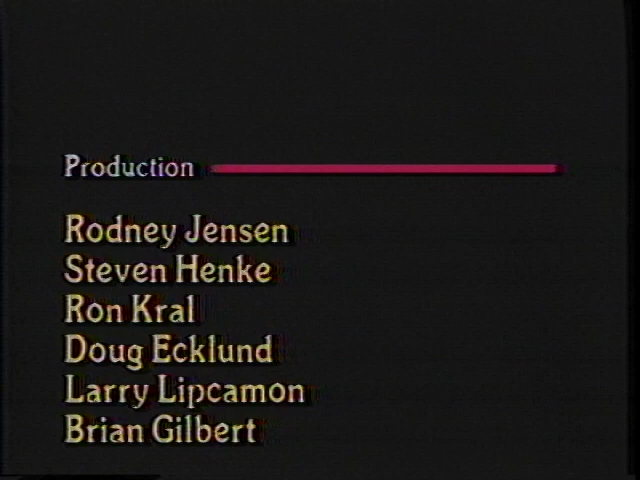 Production
Rodney Jensen
Steven Henke
Ron Kral
Doug Ecklund
Larry Lipcamon
Brian Gilbert